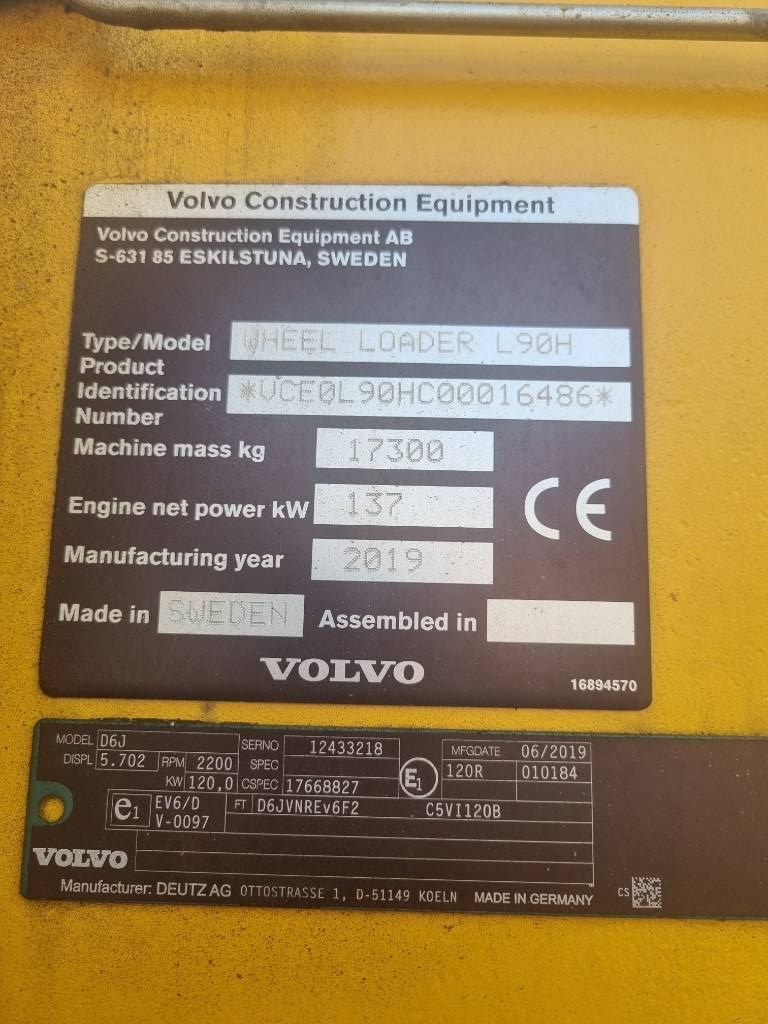 Volvo Construction Equipment
Volvo Construction Equipment AB
S-631 85 ESKILSTUNA, SWEDEN
Type/Model WHEEL LOADER L90H
Product
Identification *VCE0L90HC00016486*
Number
Machine mass kg 17300
Engine net power kW 137
Manufacturing year 2019
CE
Made in SWEDEN Assembled in
VOLVO
16894570
MODEL D6J SERNO 12433218 MFGDATE 06/2019
DISPL 5.702 RPM 2200 SPEC E1 120R 010184
KW 120,0 CSPEC 17668827
e1 EV6/D FT D6JVNREv6F2 C5VI120B
V-0097
VOLVO
Manufacturer: DEUTZ AG OTTOSTRASSE 1, D-51149 KOELN MADE IN GERMANY CS